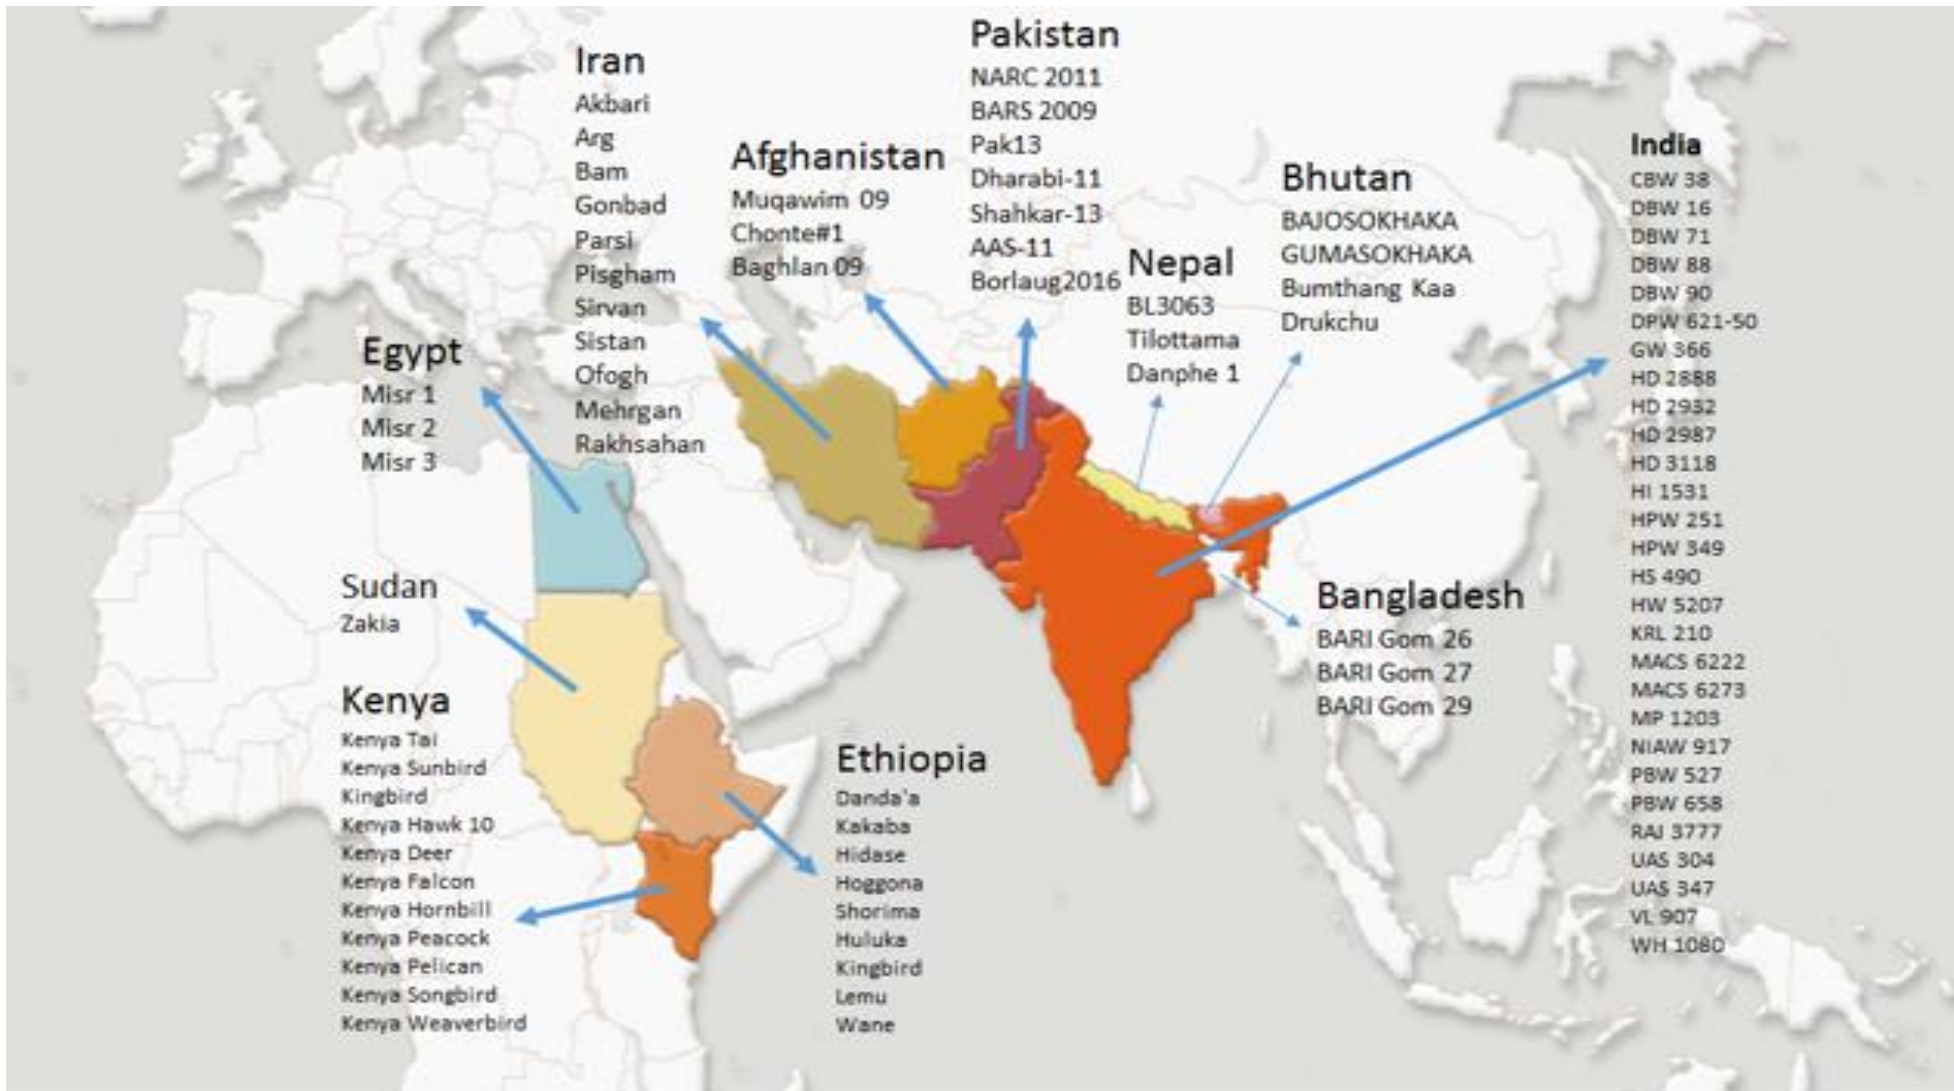 Iran
Akbari
Arg
Bam
Gonbad
Parsi
Pisgham
Sirvan
Sistan
Ofogh
Mehrgan
Rakhsahan
Afghanistan
Muqawim 09
Chonte#1
Baghlan 09
Pakistan
NARC 2011
BARS 2009
Pak13
Dharabi-11
Shahkar-13
AAS-11
Borlaug2016
Nepal
BL3063
Tilottama
Danphe 1
Bhutan
BAJOSOKHAKA
GUMASOKHAKA
Bumthang Kaa
Drukchu
India
CBW 38
DBW 16
DBW 71
DBW 88
DBW 90
DPW 621-50
GW 366
HD 2888
HD 2932
HD 2987
HD 3118
HI 1531
HPW 251
HPW 349
HS 490
HW 5207
KRL 210
MACS 6222
MACS 6273
MP 1203
NIAW 917
PBW 527
PBW 658
RAJ 3777
UAS 304
UAS 347
VL 907
WH 1080
Egypt
Misr 1
Misr 2
Misr 3
Sudan
Zakia
Kenya
Kenya Tai
Kenya Sunbird
Kingbird
Kenya Hawk 10
Kenya Deer
Kenya Falcon
Kenya Hornbill
Kenya Peacock
Kenya Pelican
Kenya Songbird
Kenya Weaverbird
Ethiopia
Danda'a
Kakaba
Hidase
Hoggona
Shorima
Huluka
Kingbird
Lemu
Wane
Bangladesh
BARI Gom 26
BARI Gom 27
BARI Gom 29